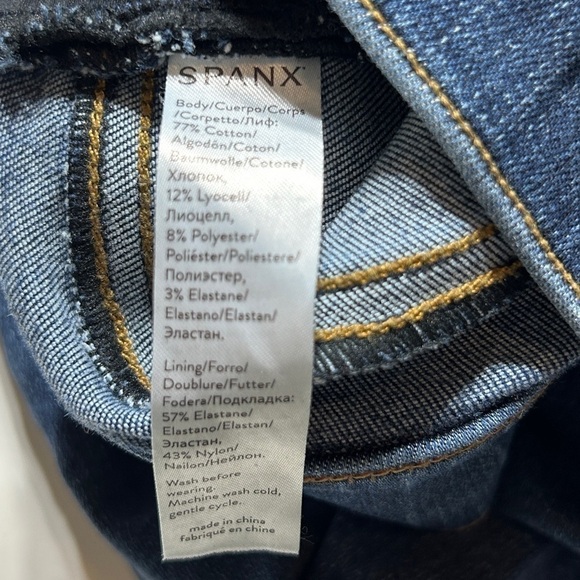 SPANX
Body/Cuerpo/Corps
/Corpetto/Лиф:
77% Cotton/
Algodón/Coton/
Baumwolle/Cotone/
Хлопок,
12% Lyocell/
Лиоцелл,
8% Polyester/
Poliéster/Poliestere/
Полиэстер,
3% Elastane/
Elastano/Elastan/
Эластан.
Lining/Forro/
Doublure/Futter/
Fodera/Подкладка:
57% Elastane/
Elastano/Elastan/
Эластан,
43% Nylon/
Nailon/Нейлон.
Wash before
wearing.
Machine wash cold,
gentle cycle.
made in china
fabriqué en chine